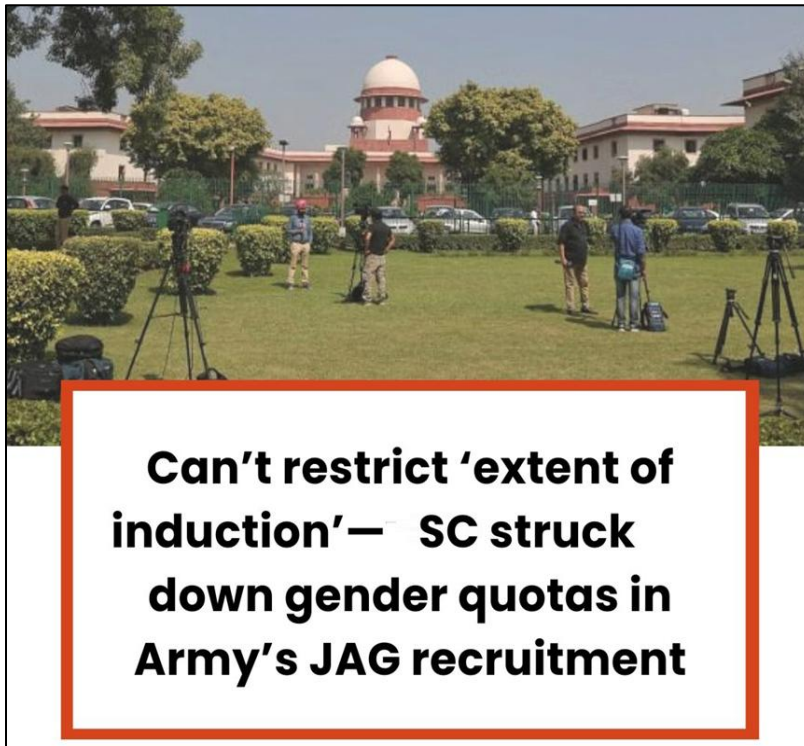 Can’t restrict ‘extent of
induction’— SC struck
down gender quotas in
Army’s JAG recruitment